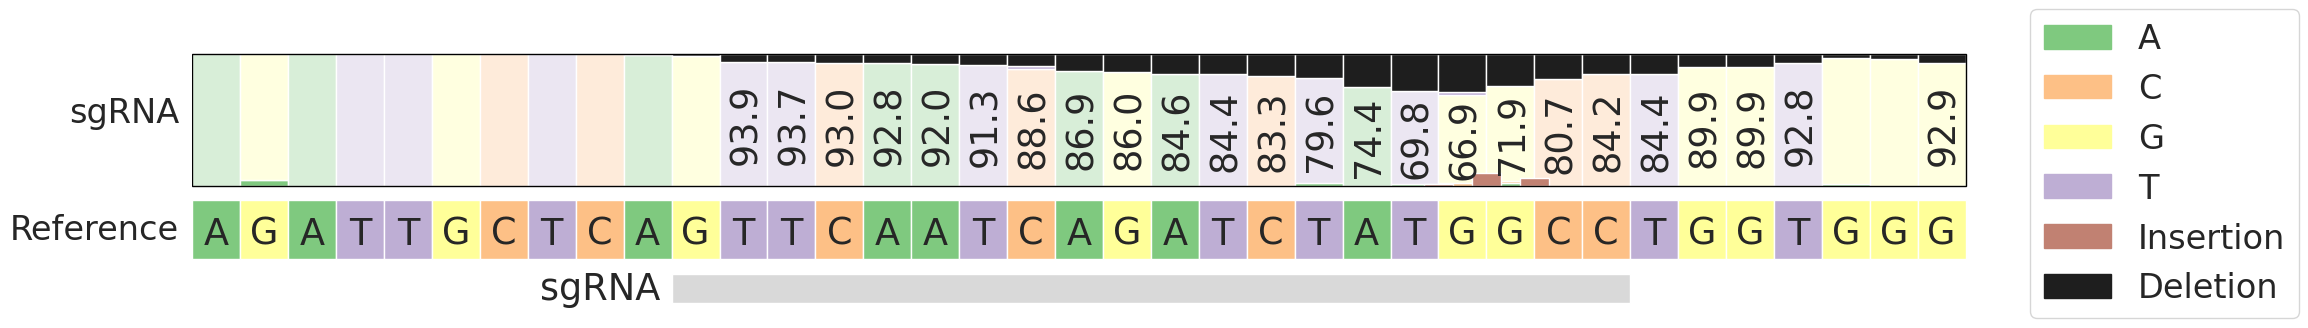 sgRNA 93.9 93.7 93.0 92.8 92.0 91.3 88.6 86.9 86.0 84.6 84.4 83.3 79.6 74.4 69.8 66.9 71.9 80.7 84.2 84.4 89.9 89.9 92.8 92.9
Reference A G A T T G C T C A G T T C A A T C A G A T C T A T G G C C T G G T G G G
sgRNA
A
C
G
T
Insertion
Deletion